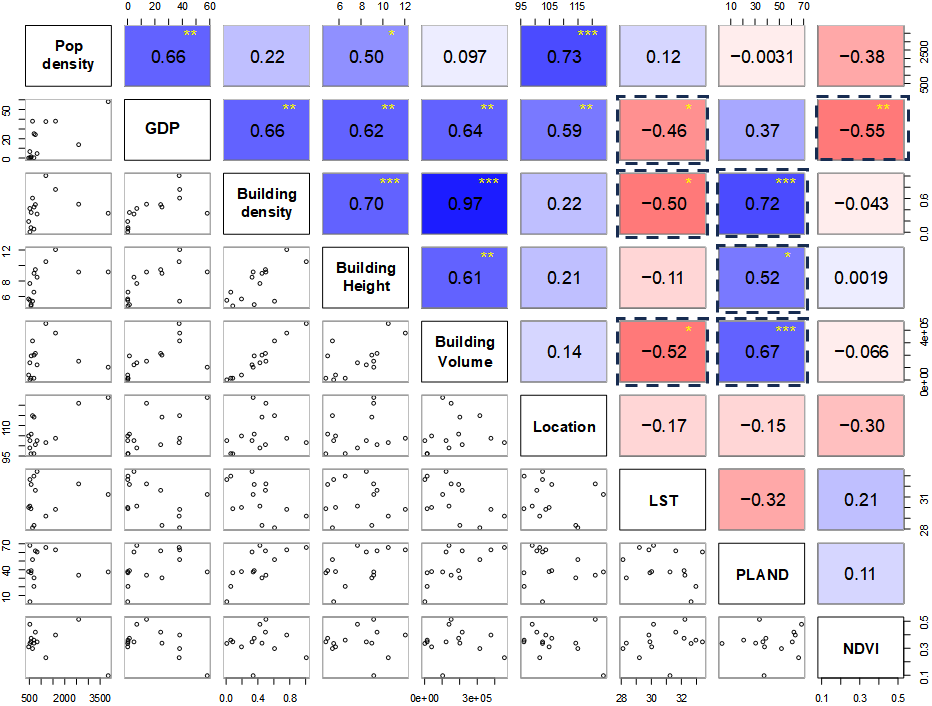 0 20 40 60 6 8 10 12 95 105 115 10 30 50 70
Pop density 0.66 ** 0.22 0.50 * 0.097 0.73 *** 0.12 −0.0031 −0.38 500 2500
0 20 50 GDP 0.66 ** 0.62 ** 0.64 ** 0.59 ** −0.46 * 0.37 −0.55 **
Building density 0.70 *** 0.97 *** 0.22 −0.50 * 0.72 *** −0.043 0.0 0.6
6 8 12 Building Height 0.61 ** 0.21 −0.11 0.52 * 0.0019
Building Volume 0.14 −0.52 * 0.67 *** −0.066 0e+00 4e+05
95 110 Location −0.17 −0.15 −0.30
LST −0.32 0.21 28 31
10 40 70 PLAND 0.11
NDVI 0.1 0.3 0.5
500 2000 3500 0.0 0.4 0.8 0e+00 3e+05 28 30 32 0.1 0.3 0.5